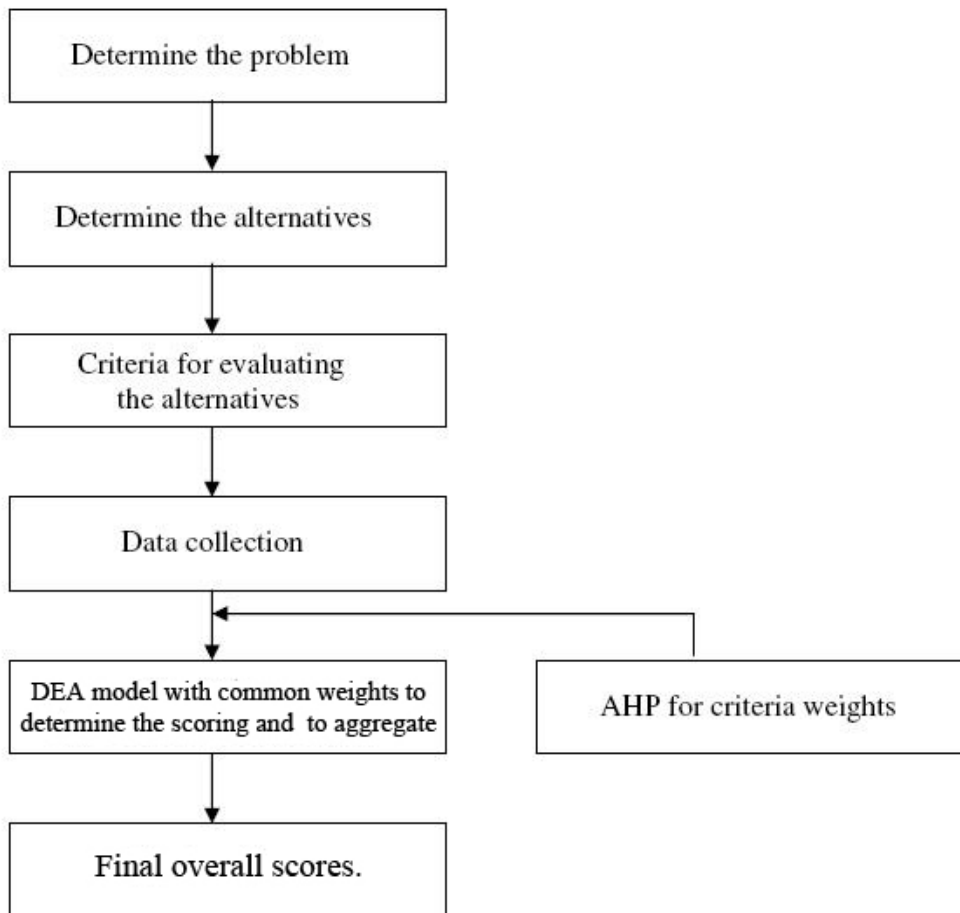 Determine the problem
Determine the alternatives
Criteria for evaluating
the alternatives
Data collection
DEA model with common weights to
determine the scoring and to aggregate
AHP for criteria weights
Final overall scores.